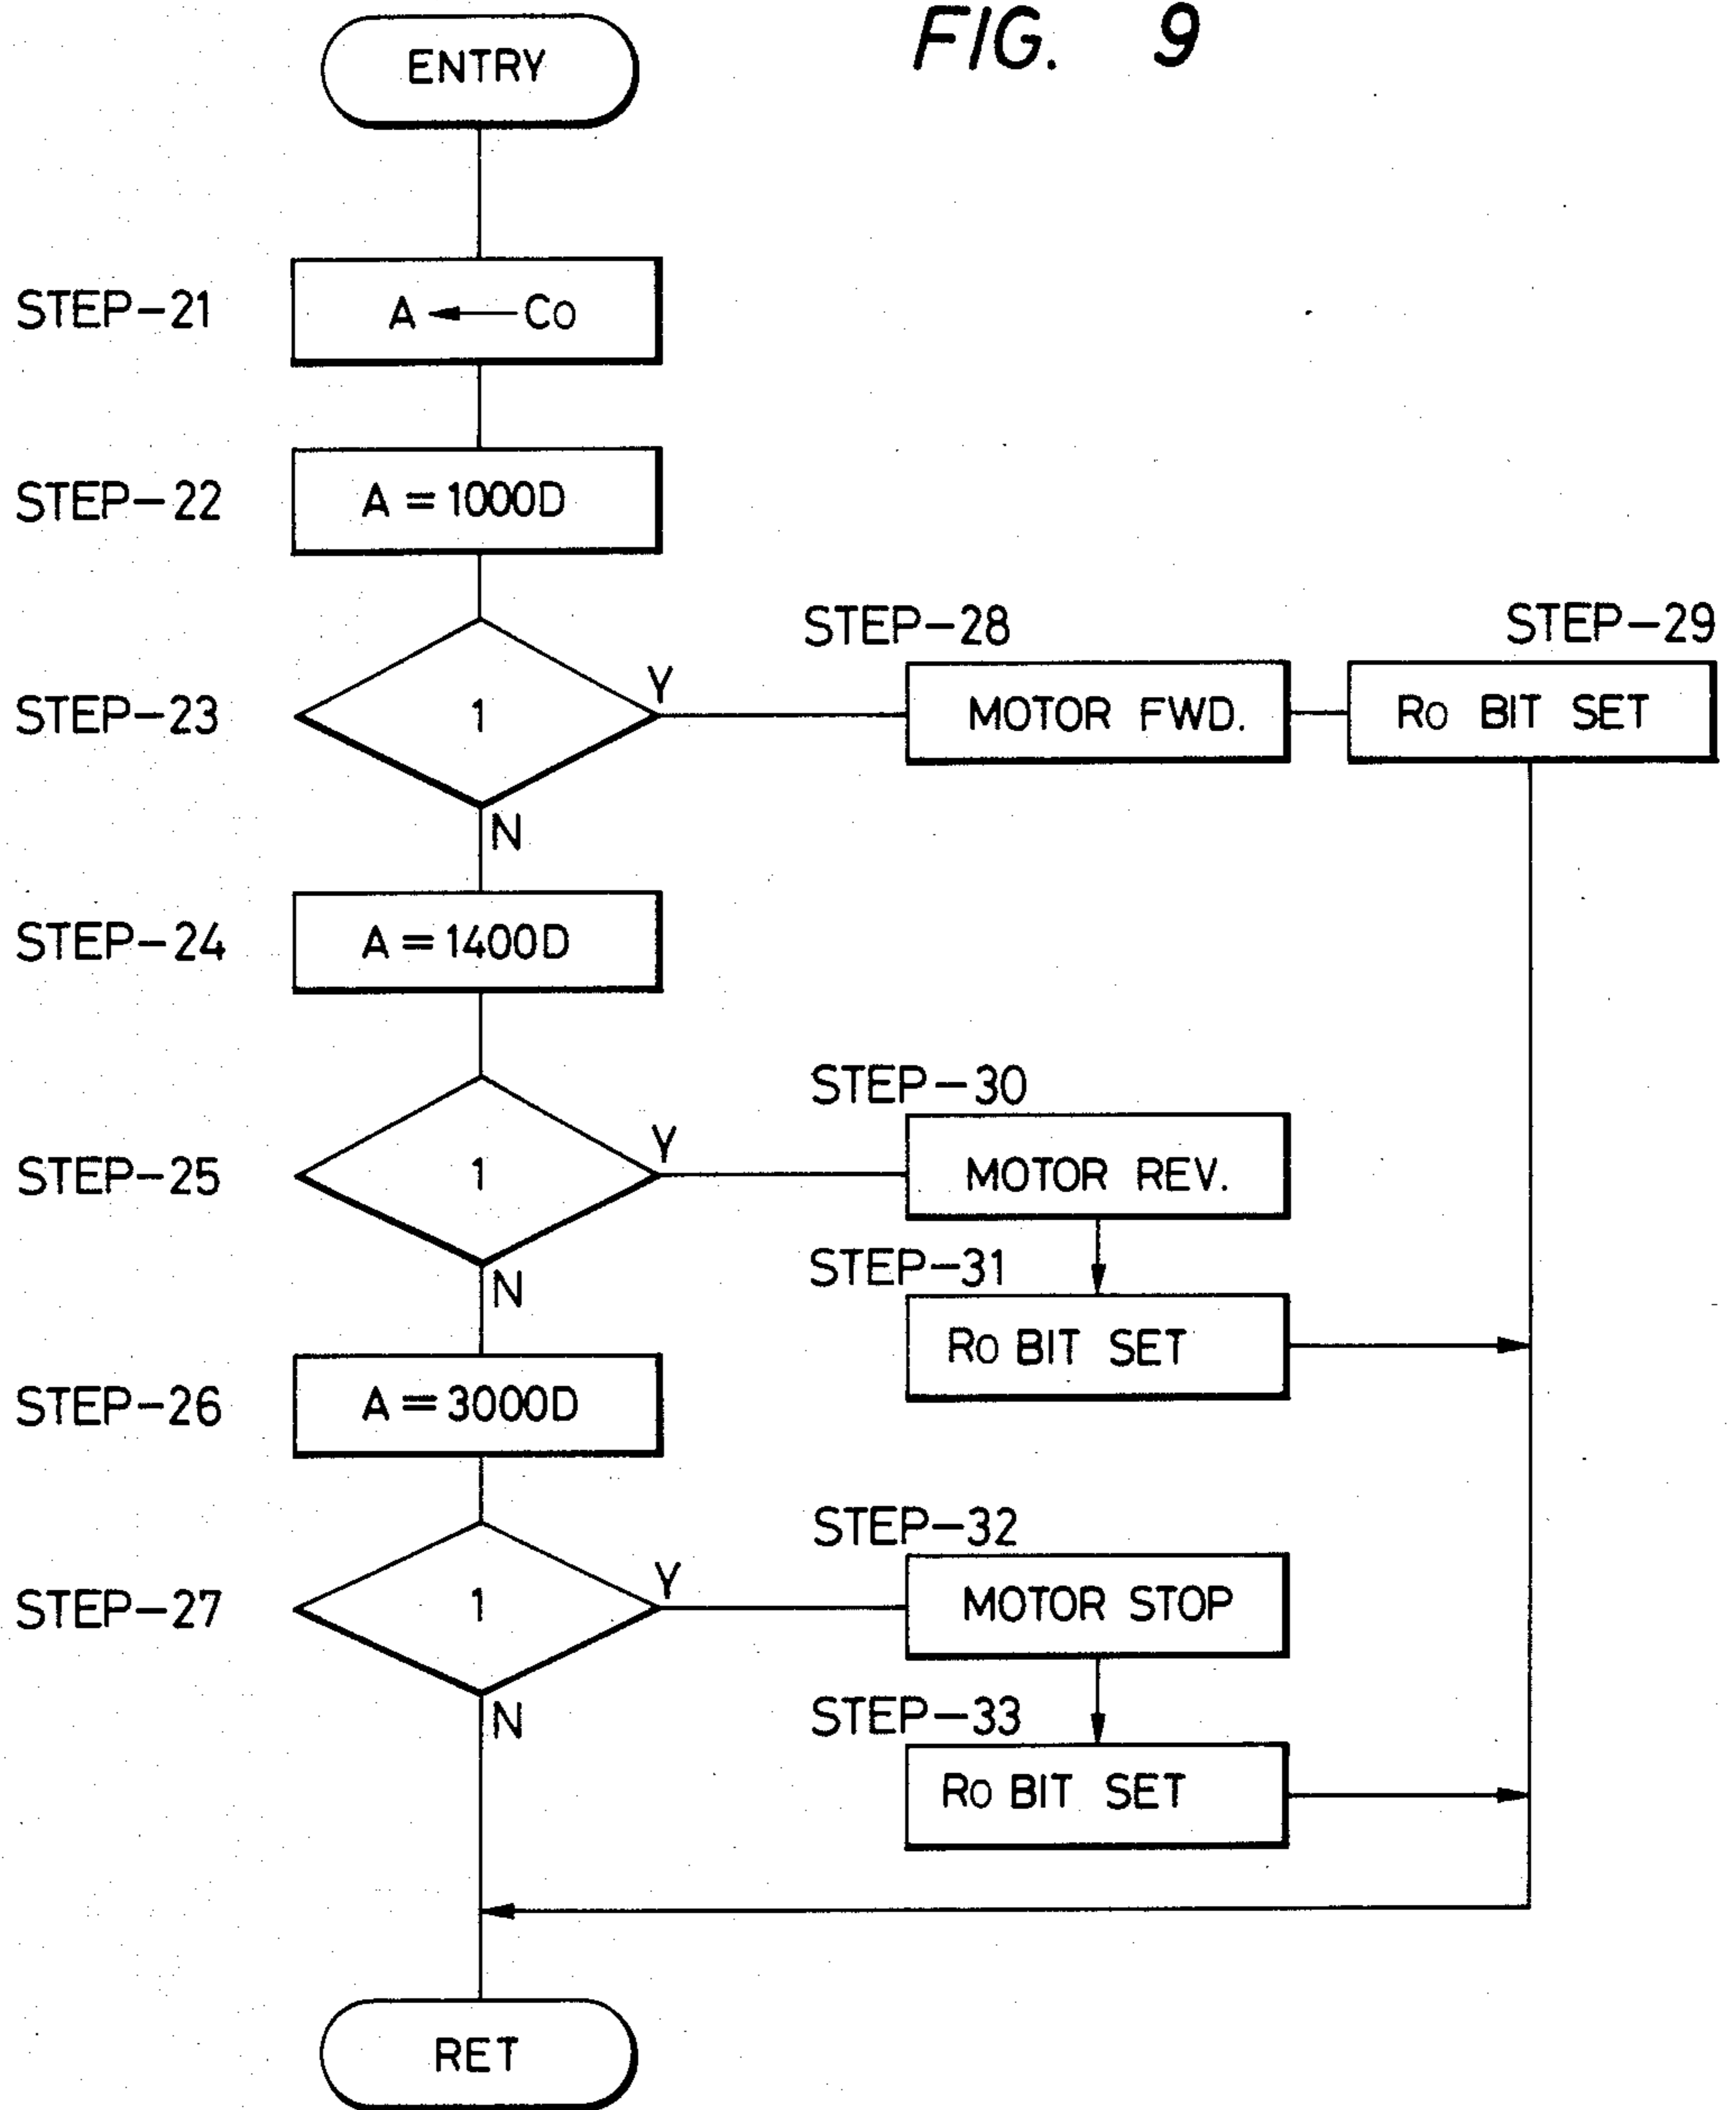 FIG. 9
ENTRY
STEP-21
A ← Co
STEP-22
A = 1000D
STEP-28
STEP-29
STEP-23
1
Y
MOTOR FWD.
Ro BIT SET
N
STEP-24
A = 1400D
STEP-30
STEP-25
1
Y
MOTOR REV.
N
STEP-31
Ro BIT SET
STEP-26
A = 3000D
STEP-32
STEP-27
1
Y
MOTOR STOP
N
STEP-33
Ro BIT SET
RET